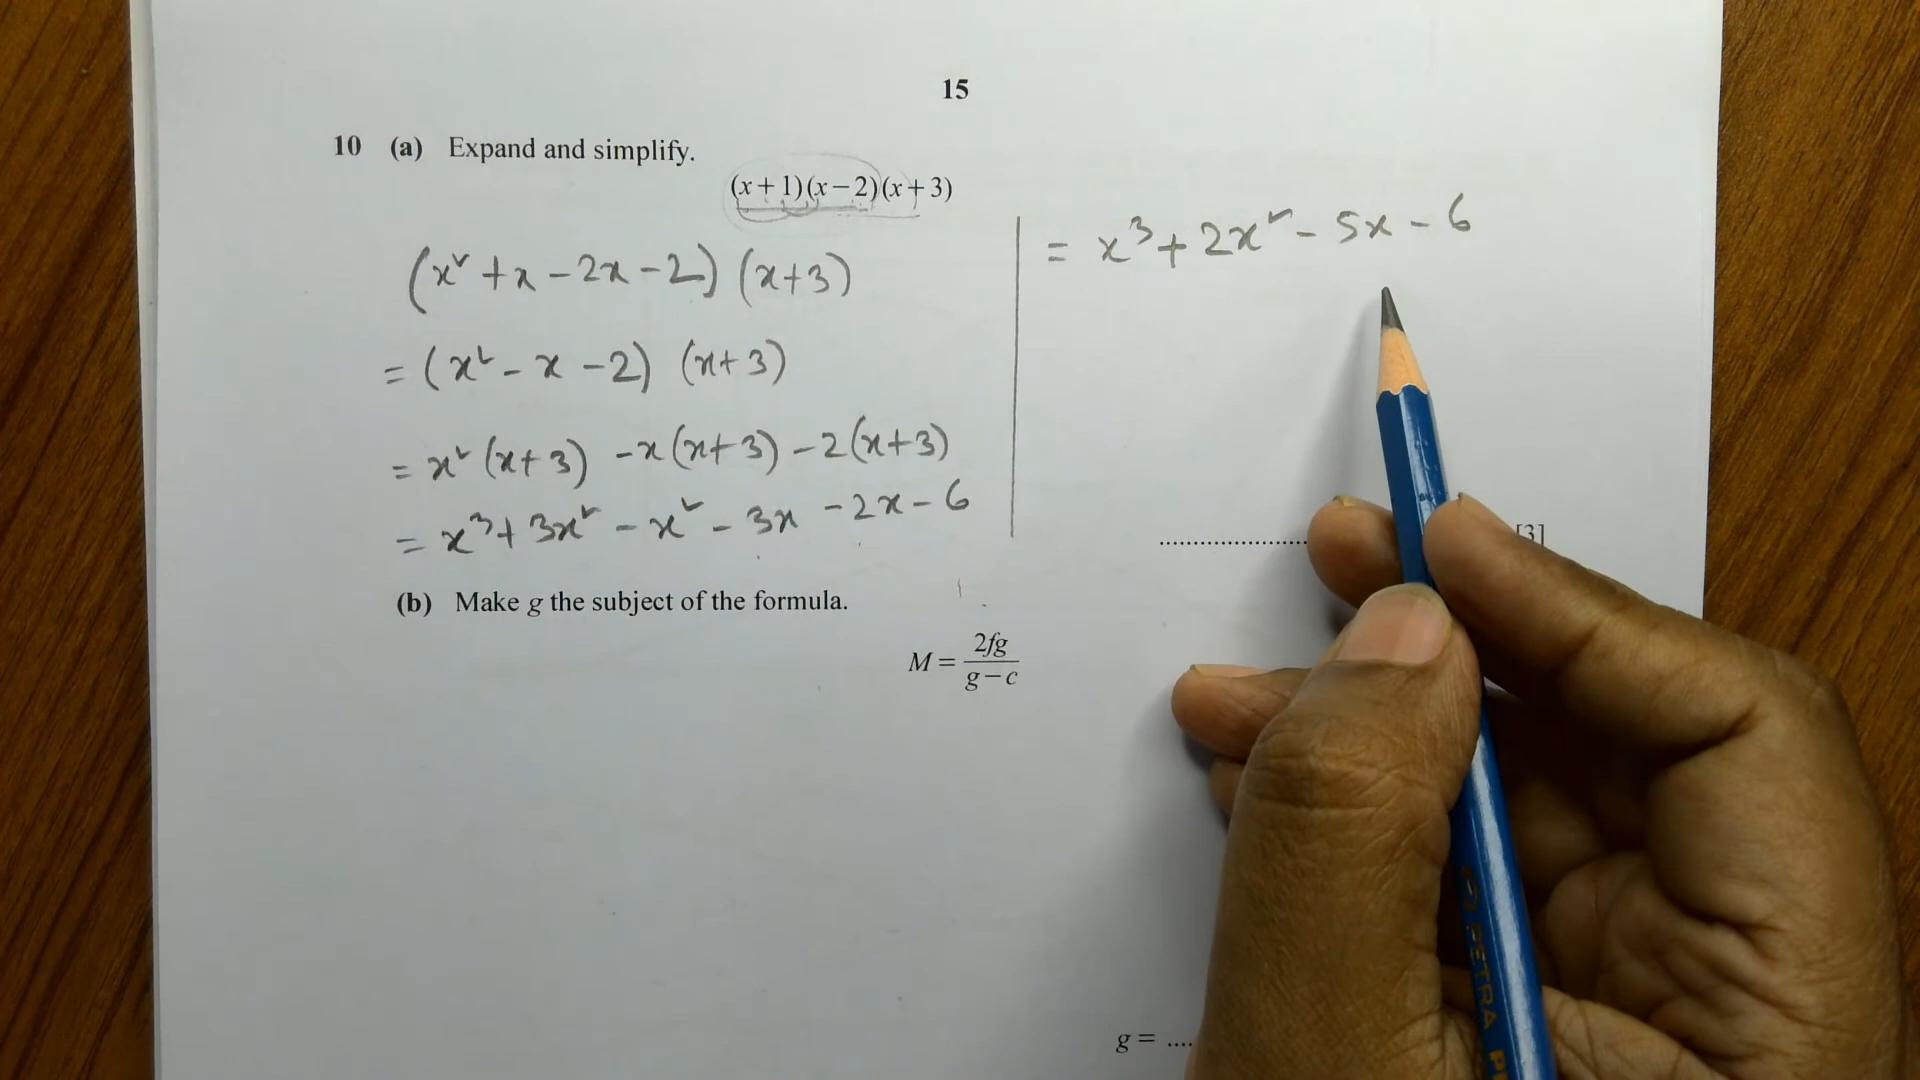 15
10 (a) Expand and simplify.
(x + 1)(x − 2)(x + 3)
(x² + x − 2x − 2) (x + 3)
= (x² − x − 2) (x + 3)
= x² (x + 3) − x (x + 3) − 2 (x + 3)
= x³ + 3x² − x² − 3x − 2x − 6
= x³ + 2x² − 5x − 6
[3]
(b) Make g the subject of the formula.
M = 2fg / g − c
g = ....
PETRA